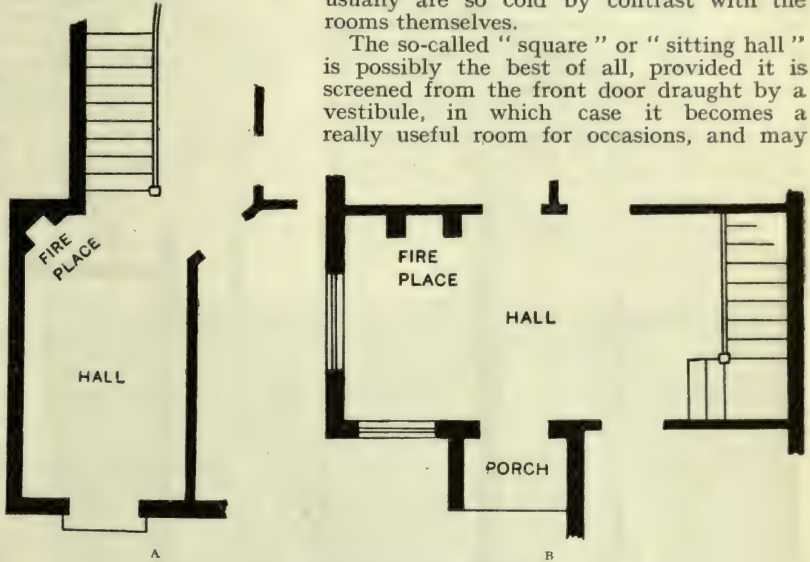 usually are so cold by contrast with the
rooms themselves.
The so-called “ square ” or “ sitting hall ”
is possibly the best of all, provided it is
screened from the front door draught by a
vestibule, in which case it becomes a
really useful room for occasions, and may
FIRE
PLACE
HALL
A
FIRE
PLACE
HALL
PORCH
B